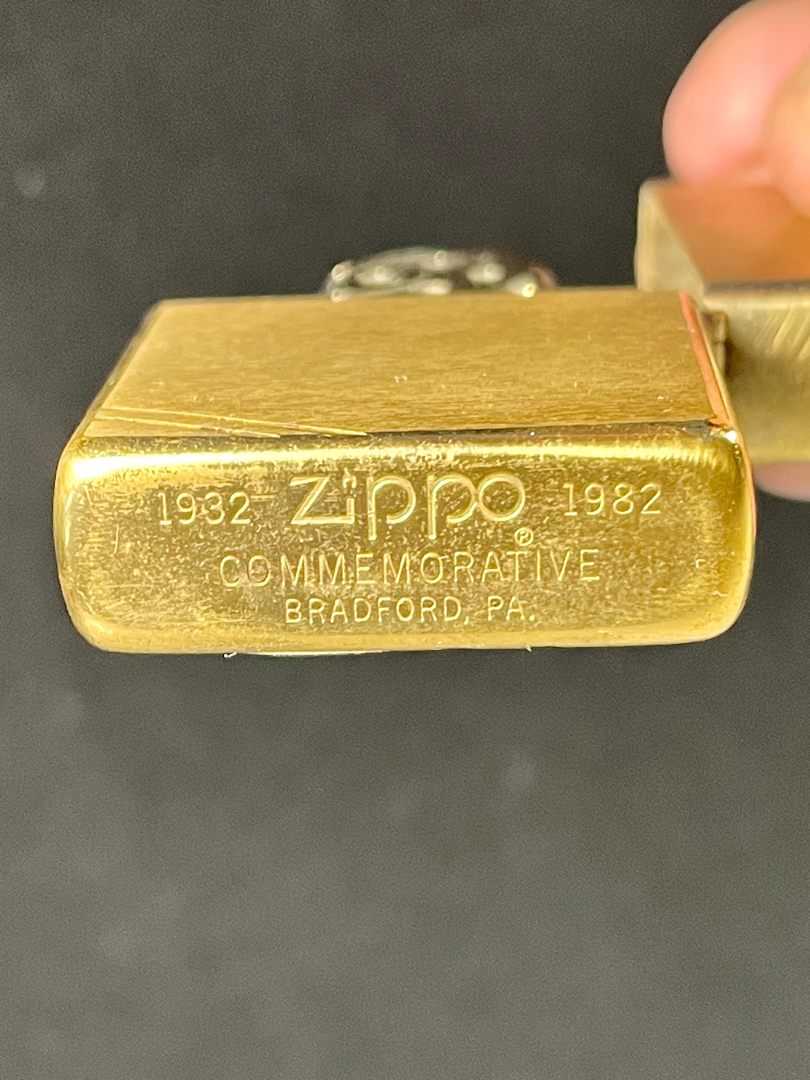 1932 Zippo® 1982
COMMEMORATIVE
BRADFORD, PA.